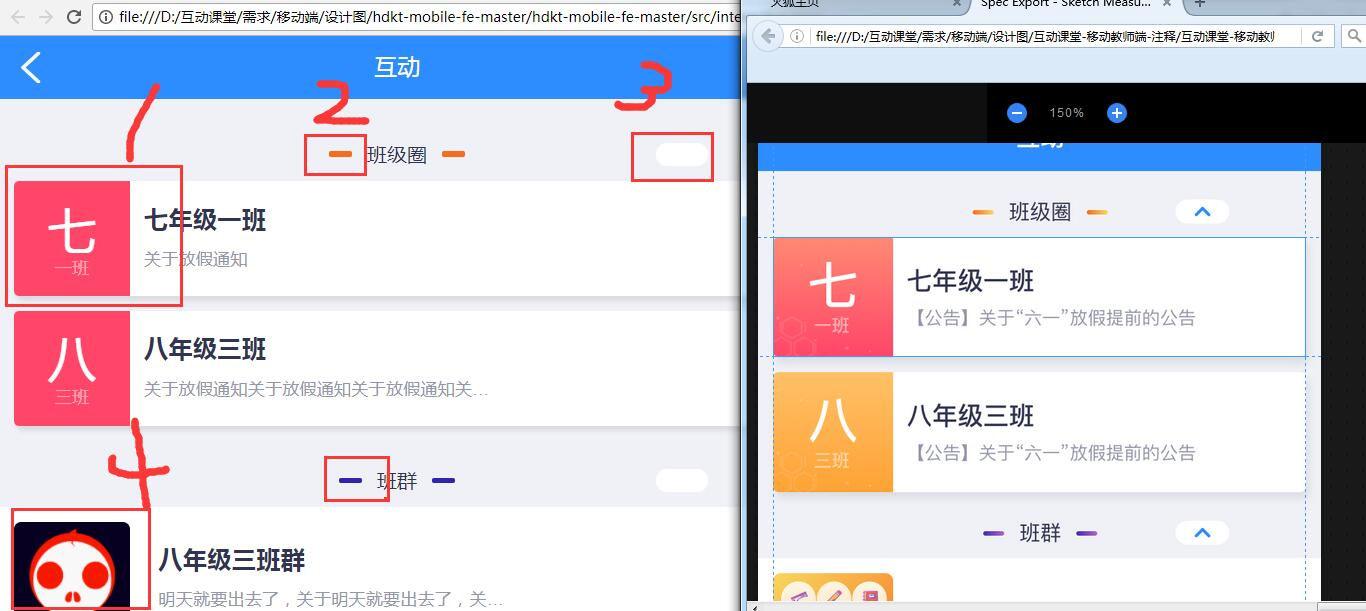 file:///D:/互动课堂/需求/移动端/设计图/hdkt-mobile-fe-master/hdkt-mobile-fe-master/src/inte
互动
1
2
3
班级圈
七
一班
七年级一班
关于放假通知
八
三班
八年级三班
关于放假通知关于放假通知关于放假通知关...
4
班群
八年级三班群
明天就要出去了，关于明天就要出去了，关...
火狐主页
Spec Export - Sketch Measu...
file:///D:/互动课堂/需求/移动端/设计图/互动课堂-移动教师端-注释/互动课堂-移动教师
150%
互动
班级圈
七
一班
七年级一班
【公告】关于“六一”放假提前的公告
八
三班
八年级三班
【公告】关于“六一”放假提前的公告
班群